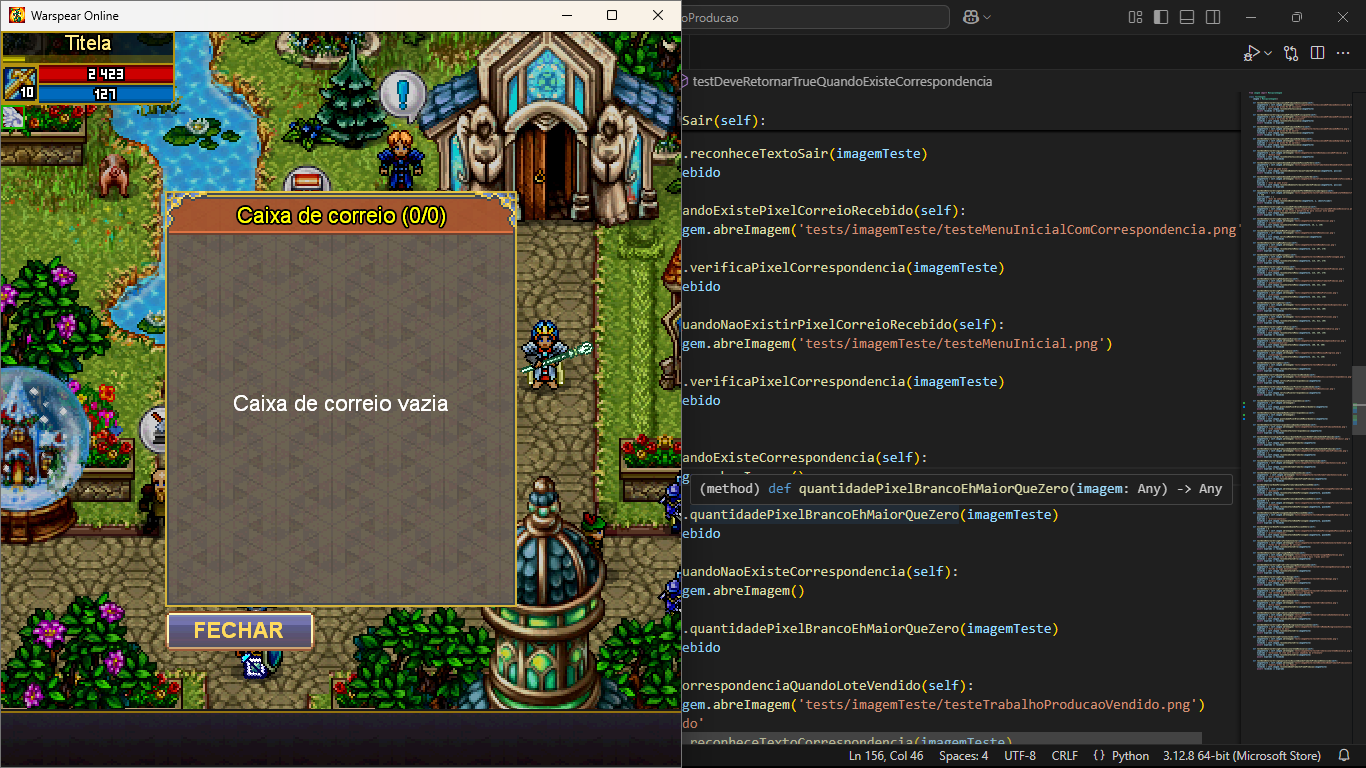 Warspear Online
Titela
2 423
127
10
Caixa de correio (0/0)
Caixa de correio vazia
FECHAR
oProducao
testDeveRetornarTrueQuandoExisteCorrespondencia
Sair(self):
.reconheceTextoSair(imagemTeste)
ebido
andoExistePixelCorreioRecebido(self):
gem.abreImagem('tests/imagemTeste/testeMenuInicialComCorrespondencia.png'
.verificaPixelCorrespondencia(imagemTeste)
ebido
uandoNaoExistirPixelCorreioRecebido(self):
gem.abreImagem('tests/imagemTeste/testeMenuInicial.png')
.verificaPixelCorrespondencia(imagemTeste)
ebido
andoExisteCorrespondencia(self):
(method) def quantidadePixelBrancoEhMaiorQueZero(imagem: Any) -> Any
.quantidadePixelBrancoEhMaiorQueZero(imagemTeste)
ebido
uandoNaoExisteCorrespondencia(self):
gem.abreImagem()
.quantidadePixelBrancoEhMaiorQueZero(imagemTeste)
ebido
orrespondenciaQuandoLoteVendido(self):
gem.abreImagem('tests/imagemTeste/testeTrabalhoProducaoVendido.png')
do'
.reconheceTextoCorrespondencia(imagemTeste)
Ln 156, Col 46 Spaces: 4 UTF-8 CRLF {} Python 3.12.8 64-bit (Microsoft Store)